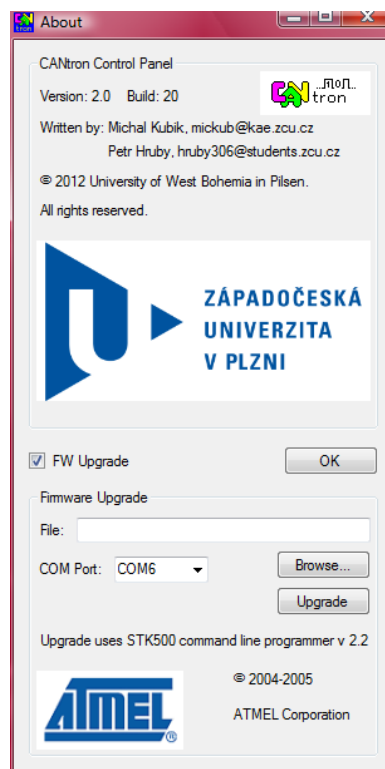 About
CANtron Control Panel
Version: 2.0 Build: 20
CAN ..mon..
tron
Written by: Michal Kubik, mickub@kae.zcu.cz
Petr Hruby, hruby306@students.zcu.cz
© 2012 University of West Bohemia in Pilsen.
All rights reserved.
ZÁPADOČESKÁ
UNIVERZITA
V PLZNI
FW Upgrade
OK
Firmware Upgrade
File:
COM Port: COM6
Browse...
Upgrade
Upgrade uses STK500 command line programmer v 2.2
ATMEL ®
© 2004-2005
ATMEL Corporation